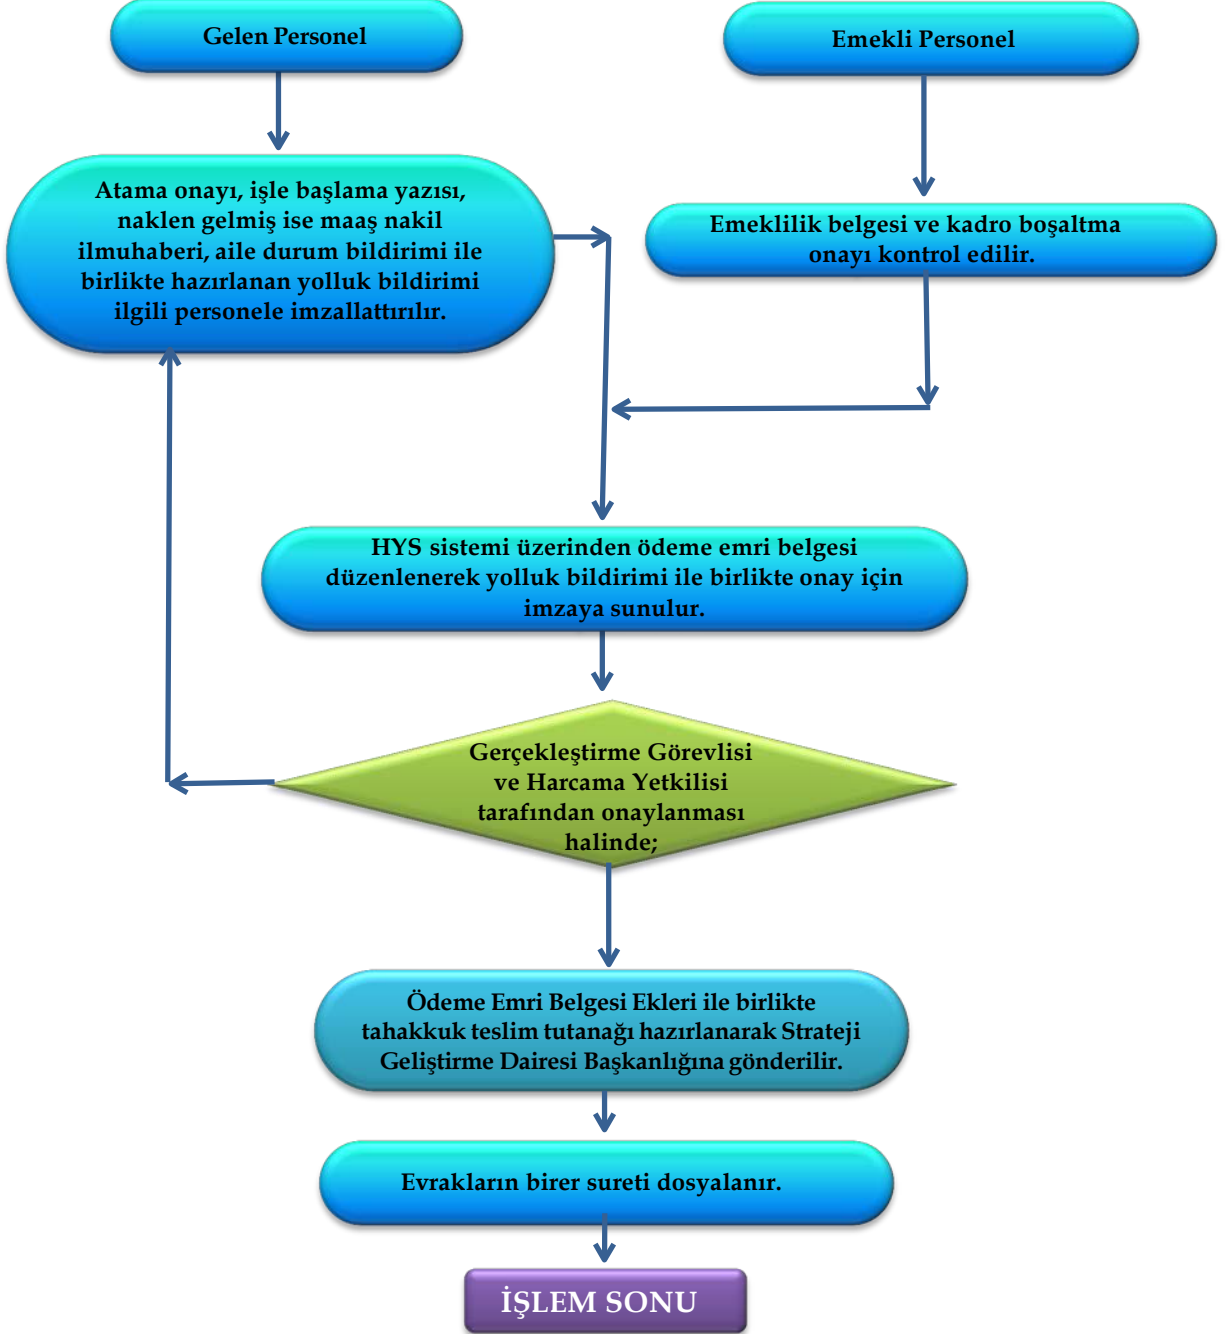 Gelen Personel
Emekli Personel
Atama onayı, işle başlama yazısı,
naklen gelmiş ise maaş nakil
ilmuhaberi, aile durum bildirimi ile
birlikte hazırlanan yolluk bildirimi
ilgili personele imzallattırılır.
Emeklilik belgesi ve kadro boşaltma
onayı kontrol edilir.
HYS sistemi üzerinden ödeme emri belgesi
düzenlenerek yolluk bildirimi ile birlikte onay için
imzaya sunulur.
Gerçekleştirme Görevlisi
ve Harcama Yetkilisi
tarafından onaylanması
halinde;
Ödeme Emri Belgesi Ekleri ile birlikte
tahakkuk teslim tutanağı hazırlanarak Strateji
Geliştirme Dairesi Başkanlığına gönderilir.
Evrakların birer sureti dosyalanır.
İŞLEM SONU